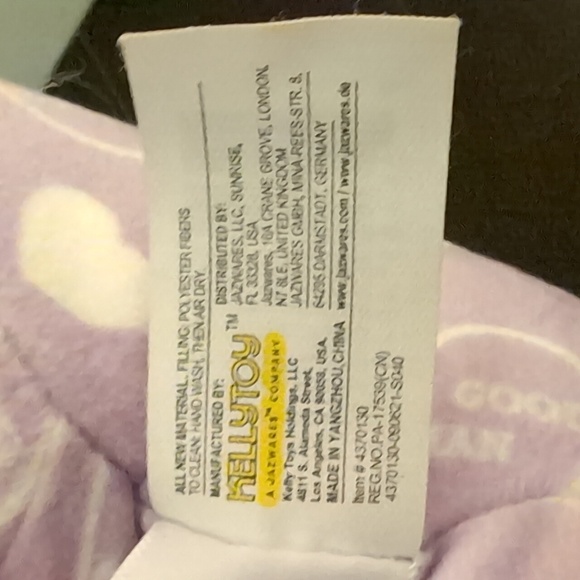 ALL NEW MATERIAL, FILLING: POLYESTER FIBERS
TO CLEAN: HAND WASH, THEN AIR DRY.
MANUFACTURED BY:
KELLYTOY™
A JAZWARES™ COMPANY
Kelly Toys Holdings, LLC
4811 S. Alameda Street,
Los Angeles, CA 90058, USA.
MADE IN YANGZHOU, CHINA
DISTRIBUTED BY:
JAZWARES, LLC, SUNRISE,
FL 33326, USA
Jazwares, 10A CRANE GROVE, LONDON,
N7 8LE, UNITED KINGDOM
JAZWARES GMBH, MINA-REES-STR. 8,
64295 DARMSTADT, GERMANY
www.jazwares.com / www.jazwares.de
Item # 4370130
REG.NO.PA-17539(CN)
4370130-090621-S040